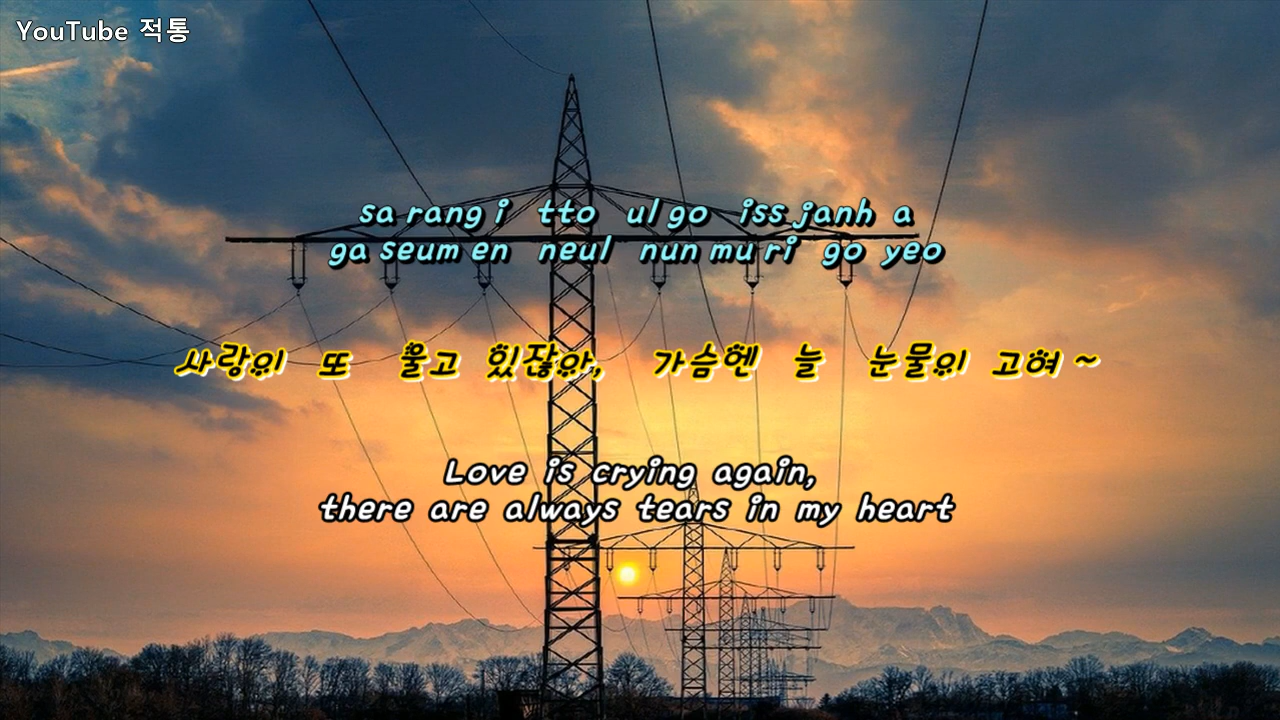 YouTube 적통
sa rang i tto ul go iss janh a
ga seum en neul nun mu ri go yeo
사랑이 또 울고 있잖아, 가슴엔 늘 눈물이 고여 ~
Love is crying again,
there are always tears in my heart